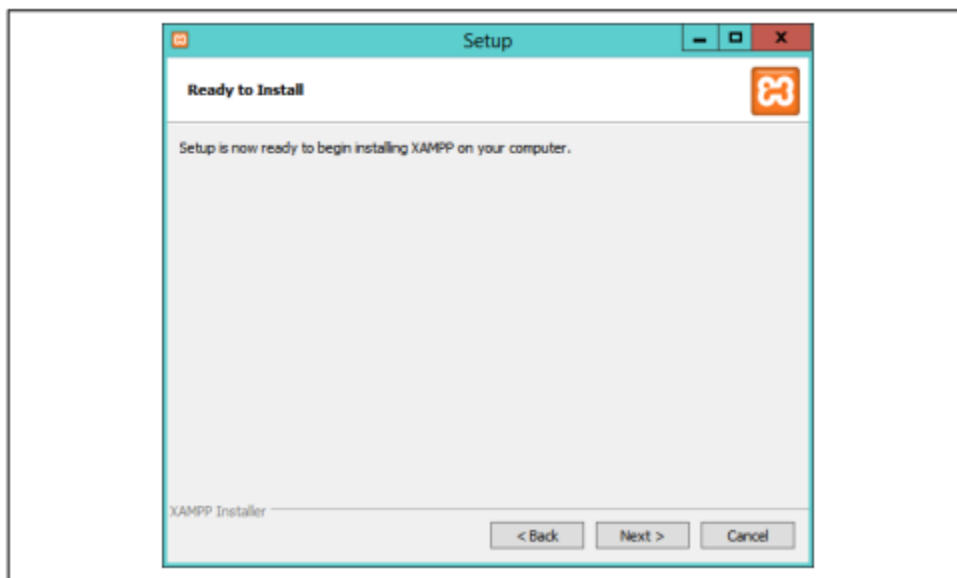 Setup
Ready to Install
Setup is now ready to begin installing XAMPP on your computer.
XAMPP Installer
< Back Next > Cancel